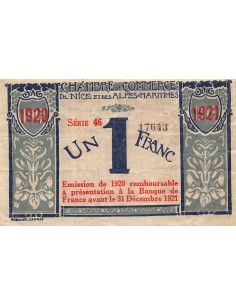 CHAMBRE DE COMMERCE
DE NICE ET DES ALPES-MARITIMES
1920
1921
SÉRIE 46
17643
UN 1 FRANC
Emission de 1920 remboursable
à présentation à la Banque de
France avant le 31 Décembre 1921